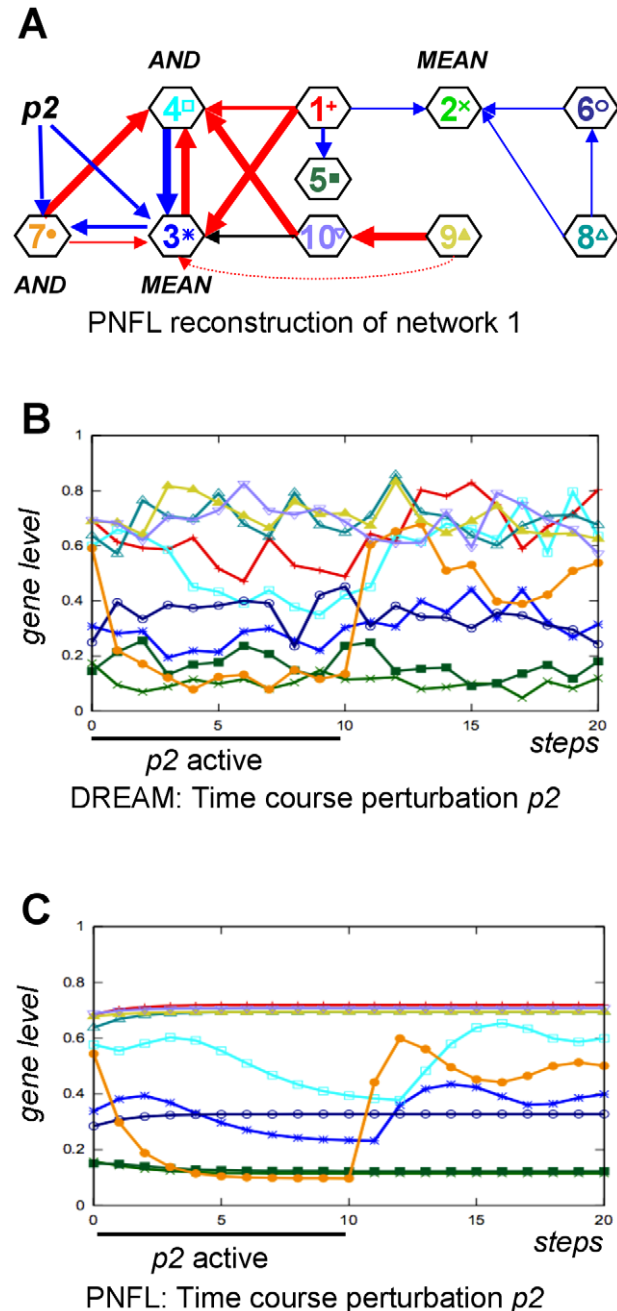 A
AND
MEAN
p2
4
1+
2×
6
5
7
3*
10
9
8
AND
MEAN
PNFL reconstruction of network 1
B
1
0.8
0.6
0.4
0.2
0
gene level
0
5
10
15
20
steps
p2 active
DREAM: Time course perturbation p2
C
1
0.8
0.6
0.4
0.2
0
gene level
0
5
10
15
20
steps
p2 active
PNFL: Time course perturbation p2